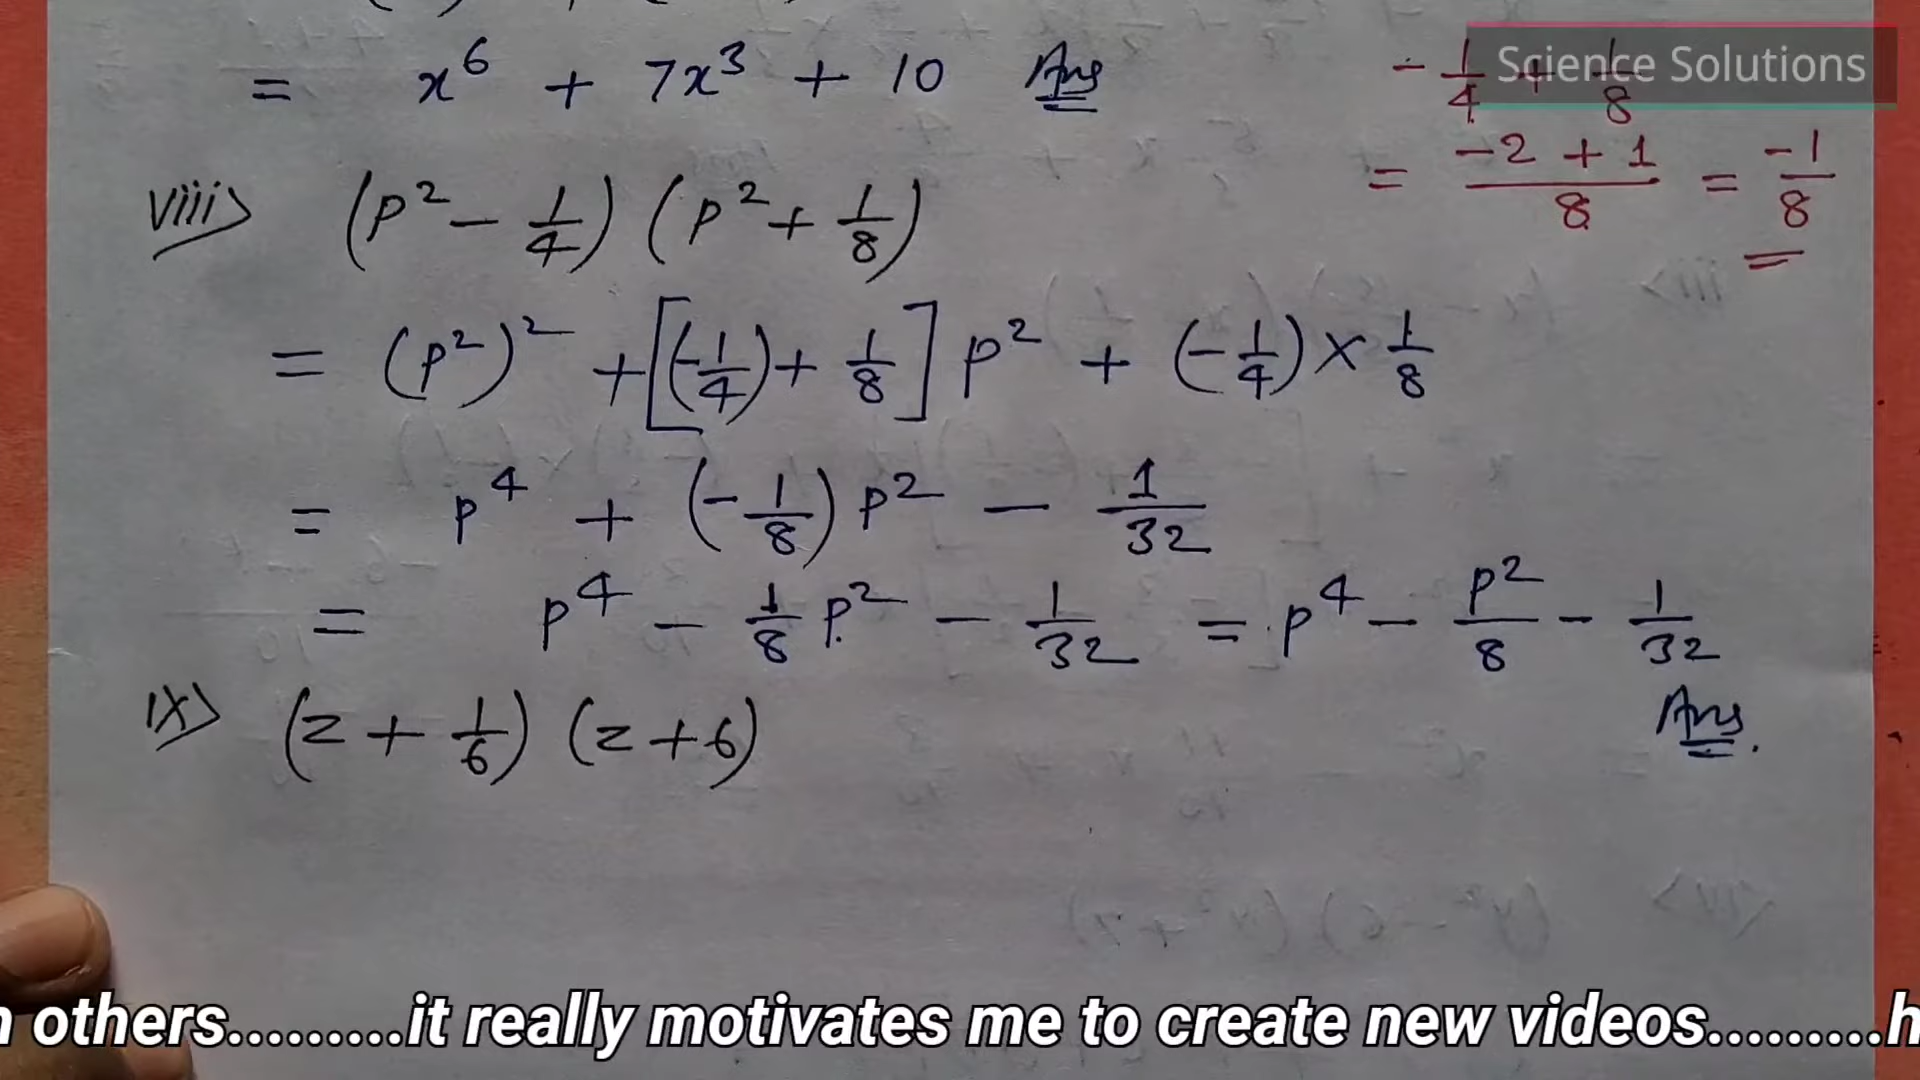 = x⁶ + 7x³ + 10 Ans
Science Solutions
- 1/4 + 1/8
= (-2 + 1)/8 = -1/8
viii> (p² - 1/4) (p² + 1/8)
= (p²)² + [(-1/4) + 1/8] p² + (-1/4) × 1/8
= p⁴ + (-1/8) p² - 1/32
= p⁴ - 1/8 p² - 1/32 = p⁴ - p²/8 - 1/32
Ans.
ix> (z + 1/6) (z + 6)
others.........it really motivates me to create new videos.........h